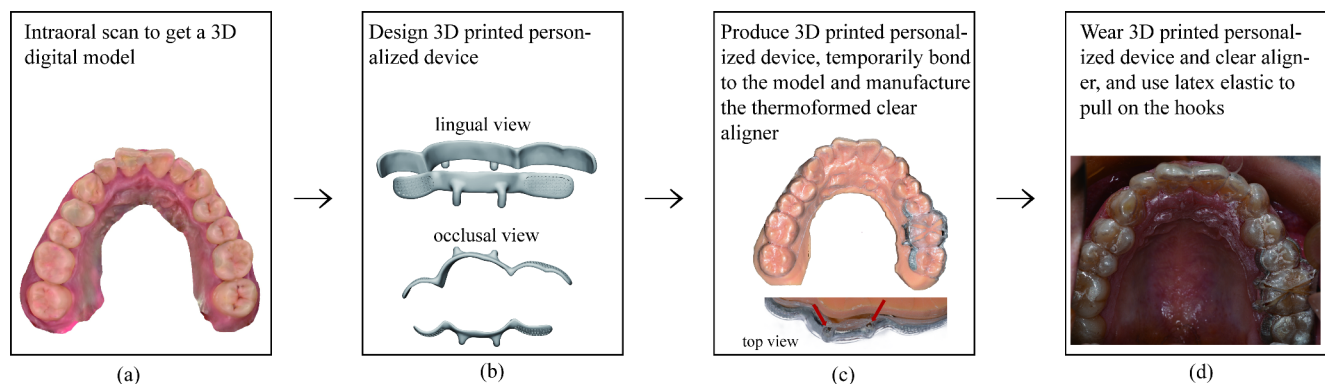 Intraoral scan to get a 3D
digital model
(a)
Design 3D printed person-
alized device
lingual view
occlusal view
(b)
Produce 3D printed personal-
ized device, temporarily bond
to the model and manufacture
the thermoformed clear
aligner
top view
(c)
Wear 3D printed personal-
ized device and clear align-
er, and use latex elastic to
pull on the hooks
(d)